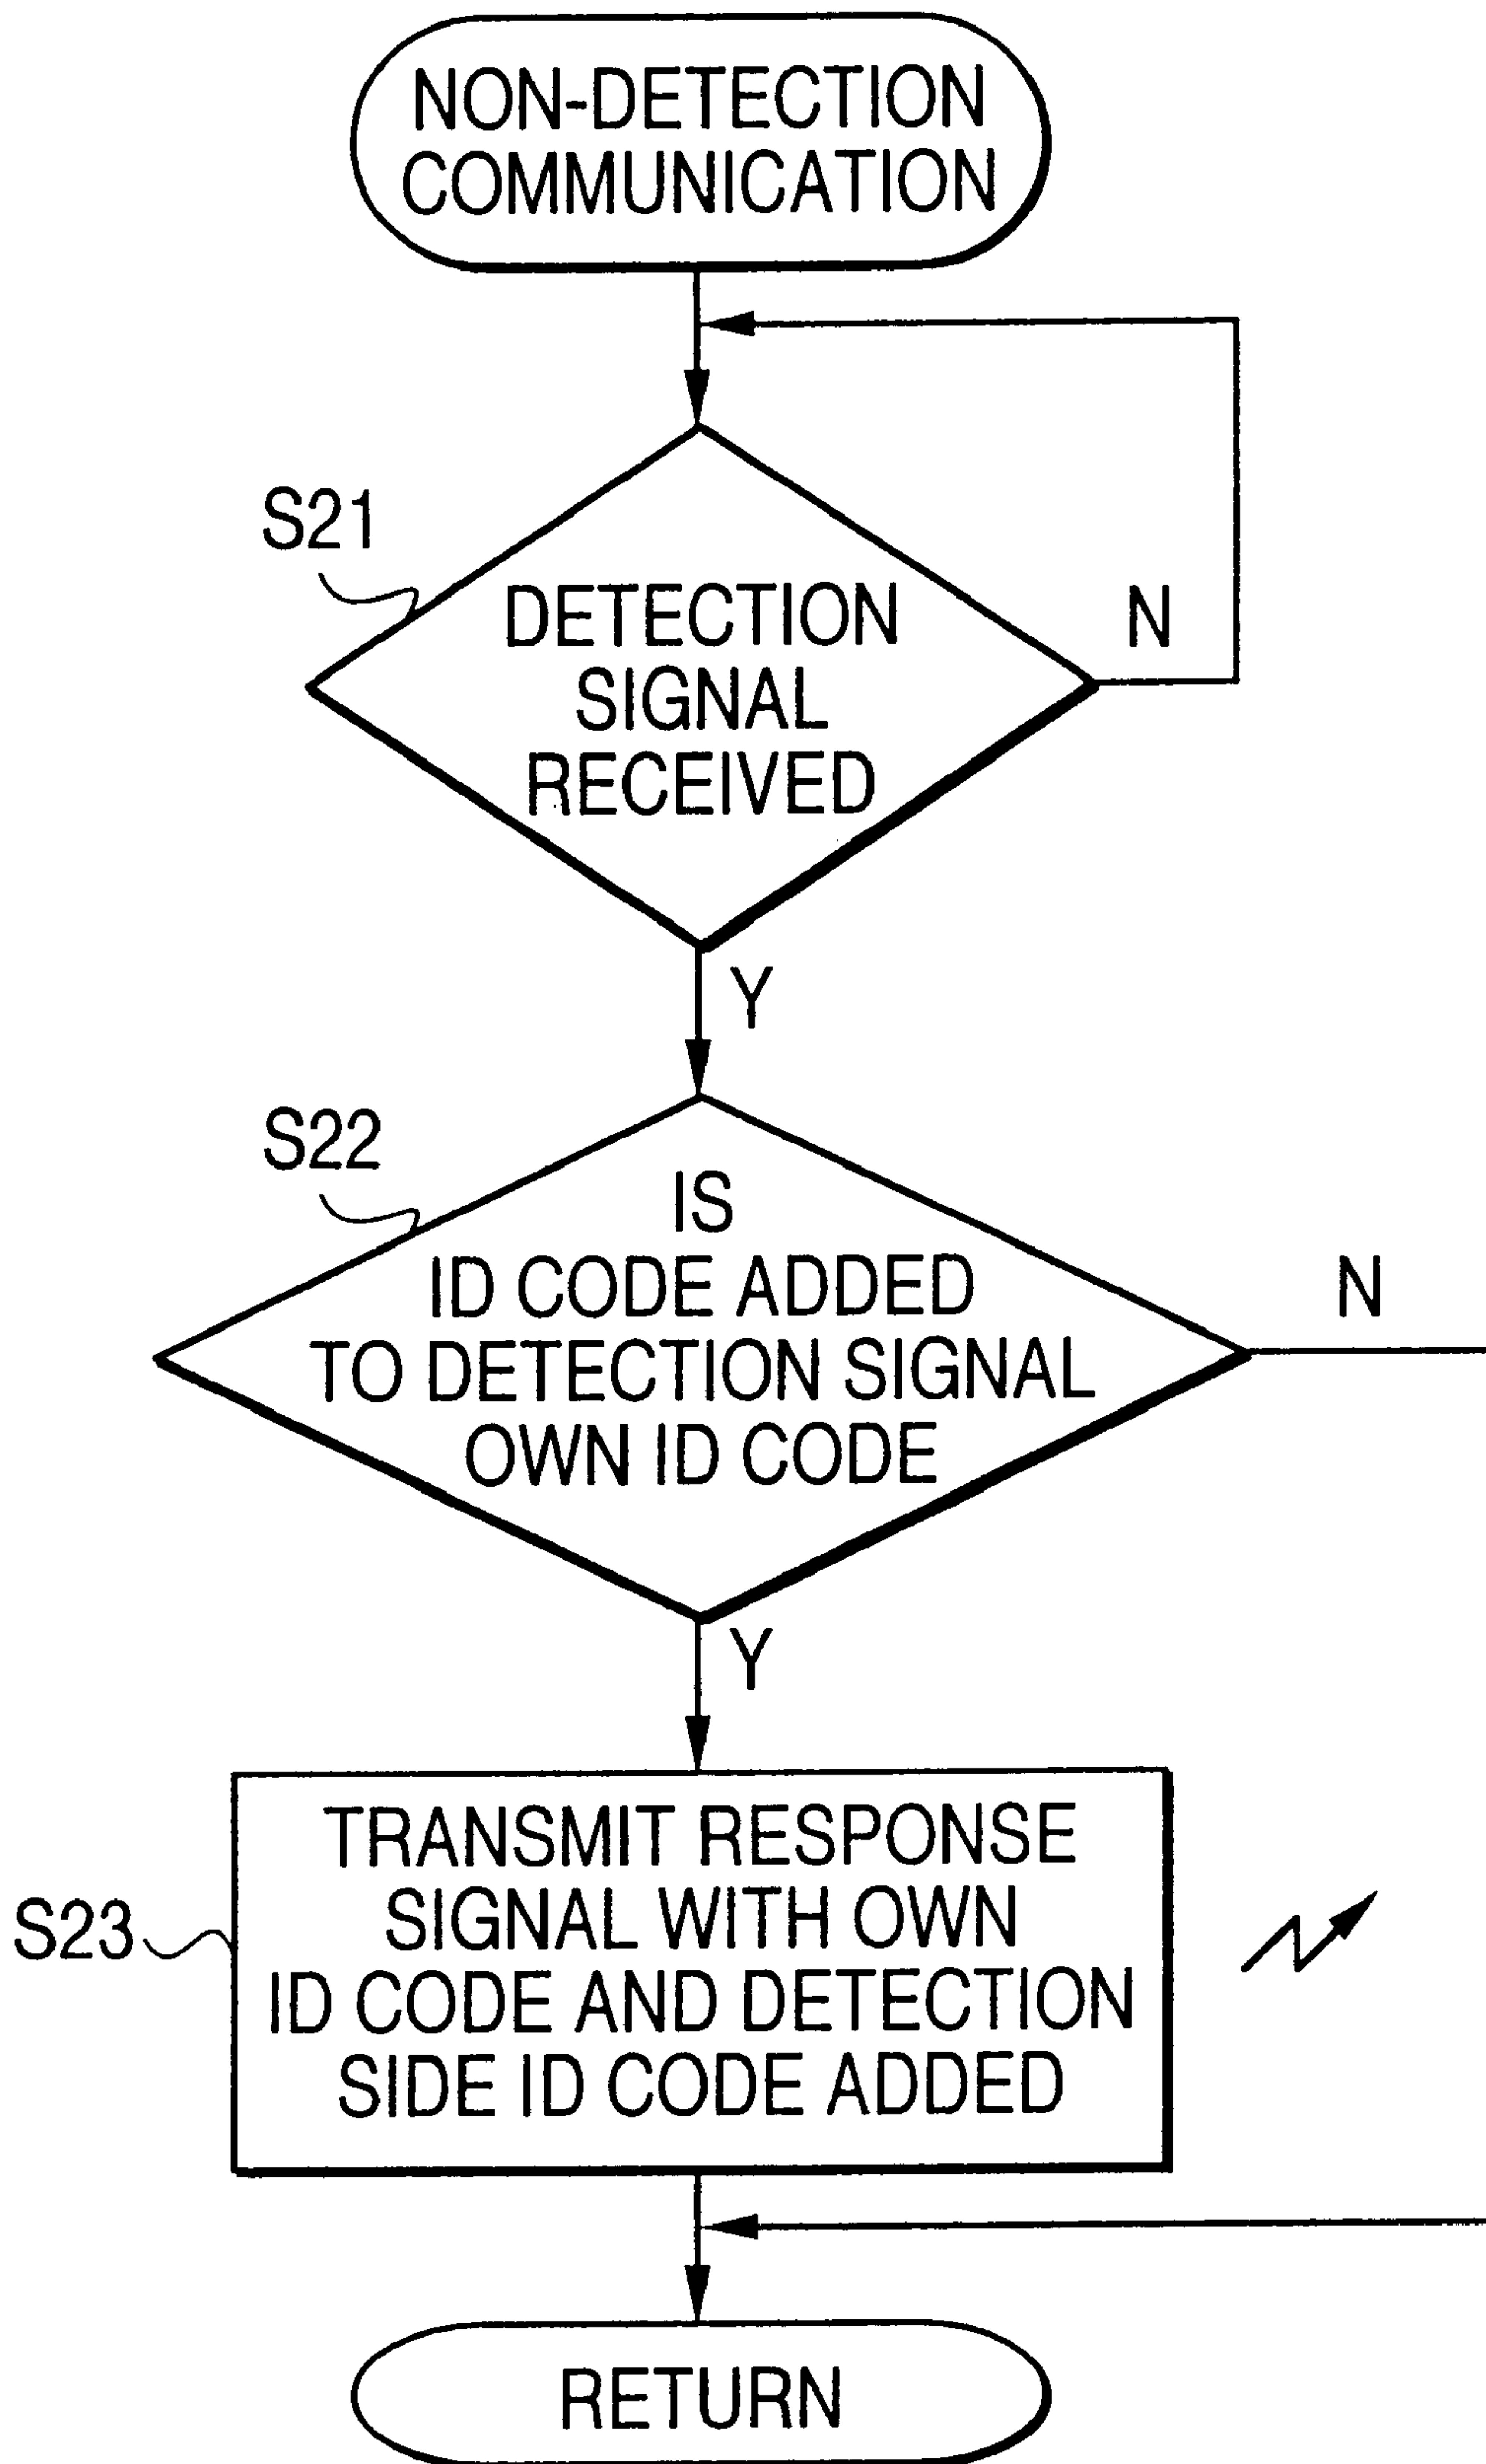 NON-DETECTION
COMMUNICATION
S21
DETECTION
SIGNAL
RECEIVED
N
Y
S22
IS
ID CODE ADDED
TO DETECTION SIGNAL
OWN ID CODE
N
Y
S23
TRANSMIT RESPONSE
SIGNAL WITH OWN
ID CODE AND DETECTION
SIDE ID CODE ADDED
RETURN